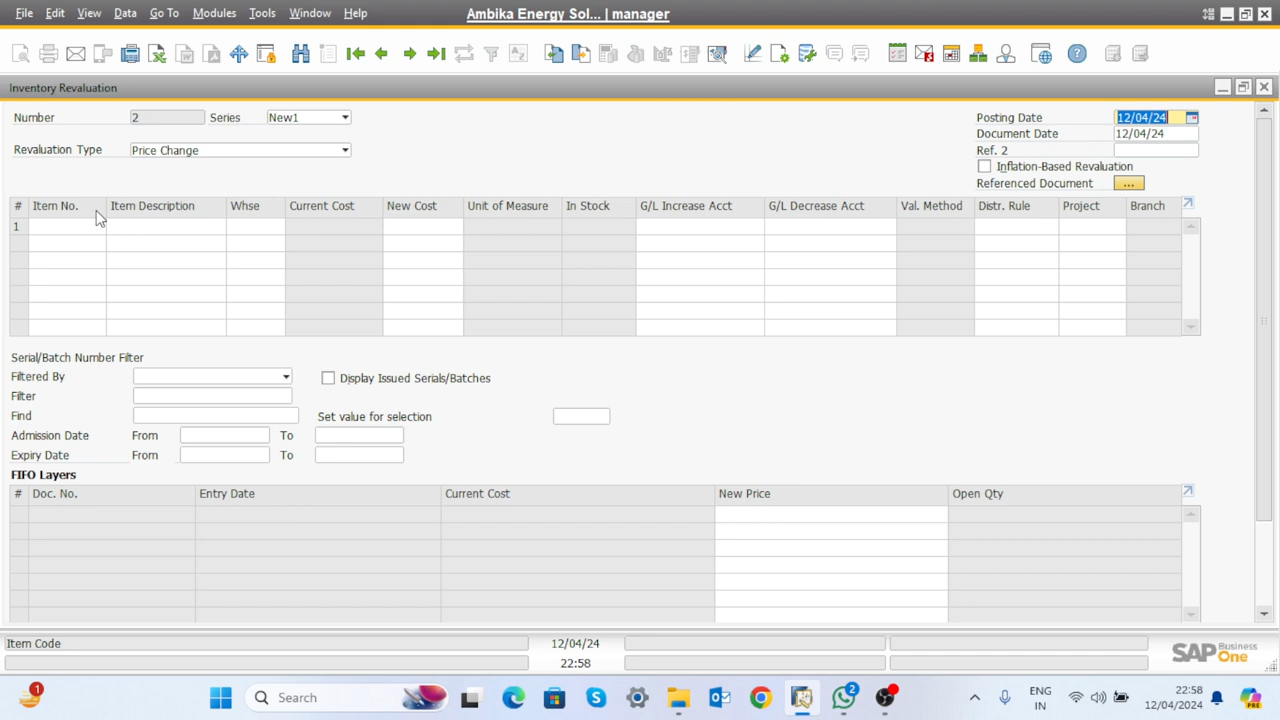 File Edit View Data Go To Modules Tools Window Help Ambika Energy Sol... | manager
Inventory Revaluation
Number 2 Series New1 Posting Date 12/04/24
Document Date 12/04/24
Revaluation Type Price Change Ref. 2
Inflation-Based Revaluation
Referenced Document ...
# Item No. Item Description Whse Current Cost New Cost Unit of Measure In Stock G/L Increase Acct G/L Decrease Acct Val. Method Distr. Rule Project Branch
1
Serial/Batch Number Filter
Filtered By Display Issued Serials/Batches
Filter
Find Set value for selection
Admission Date From To
Expiry Date From To
FIFO Layers
# Doc. No. Entry Date Current Cost New Price Open Qty
Item Code 12/04/24
22:58
SAP Business One
1 Search 2 ENG IN 22:58 12/04/2024 PRE